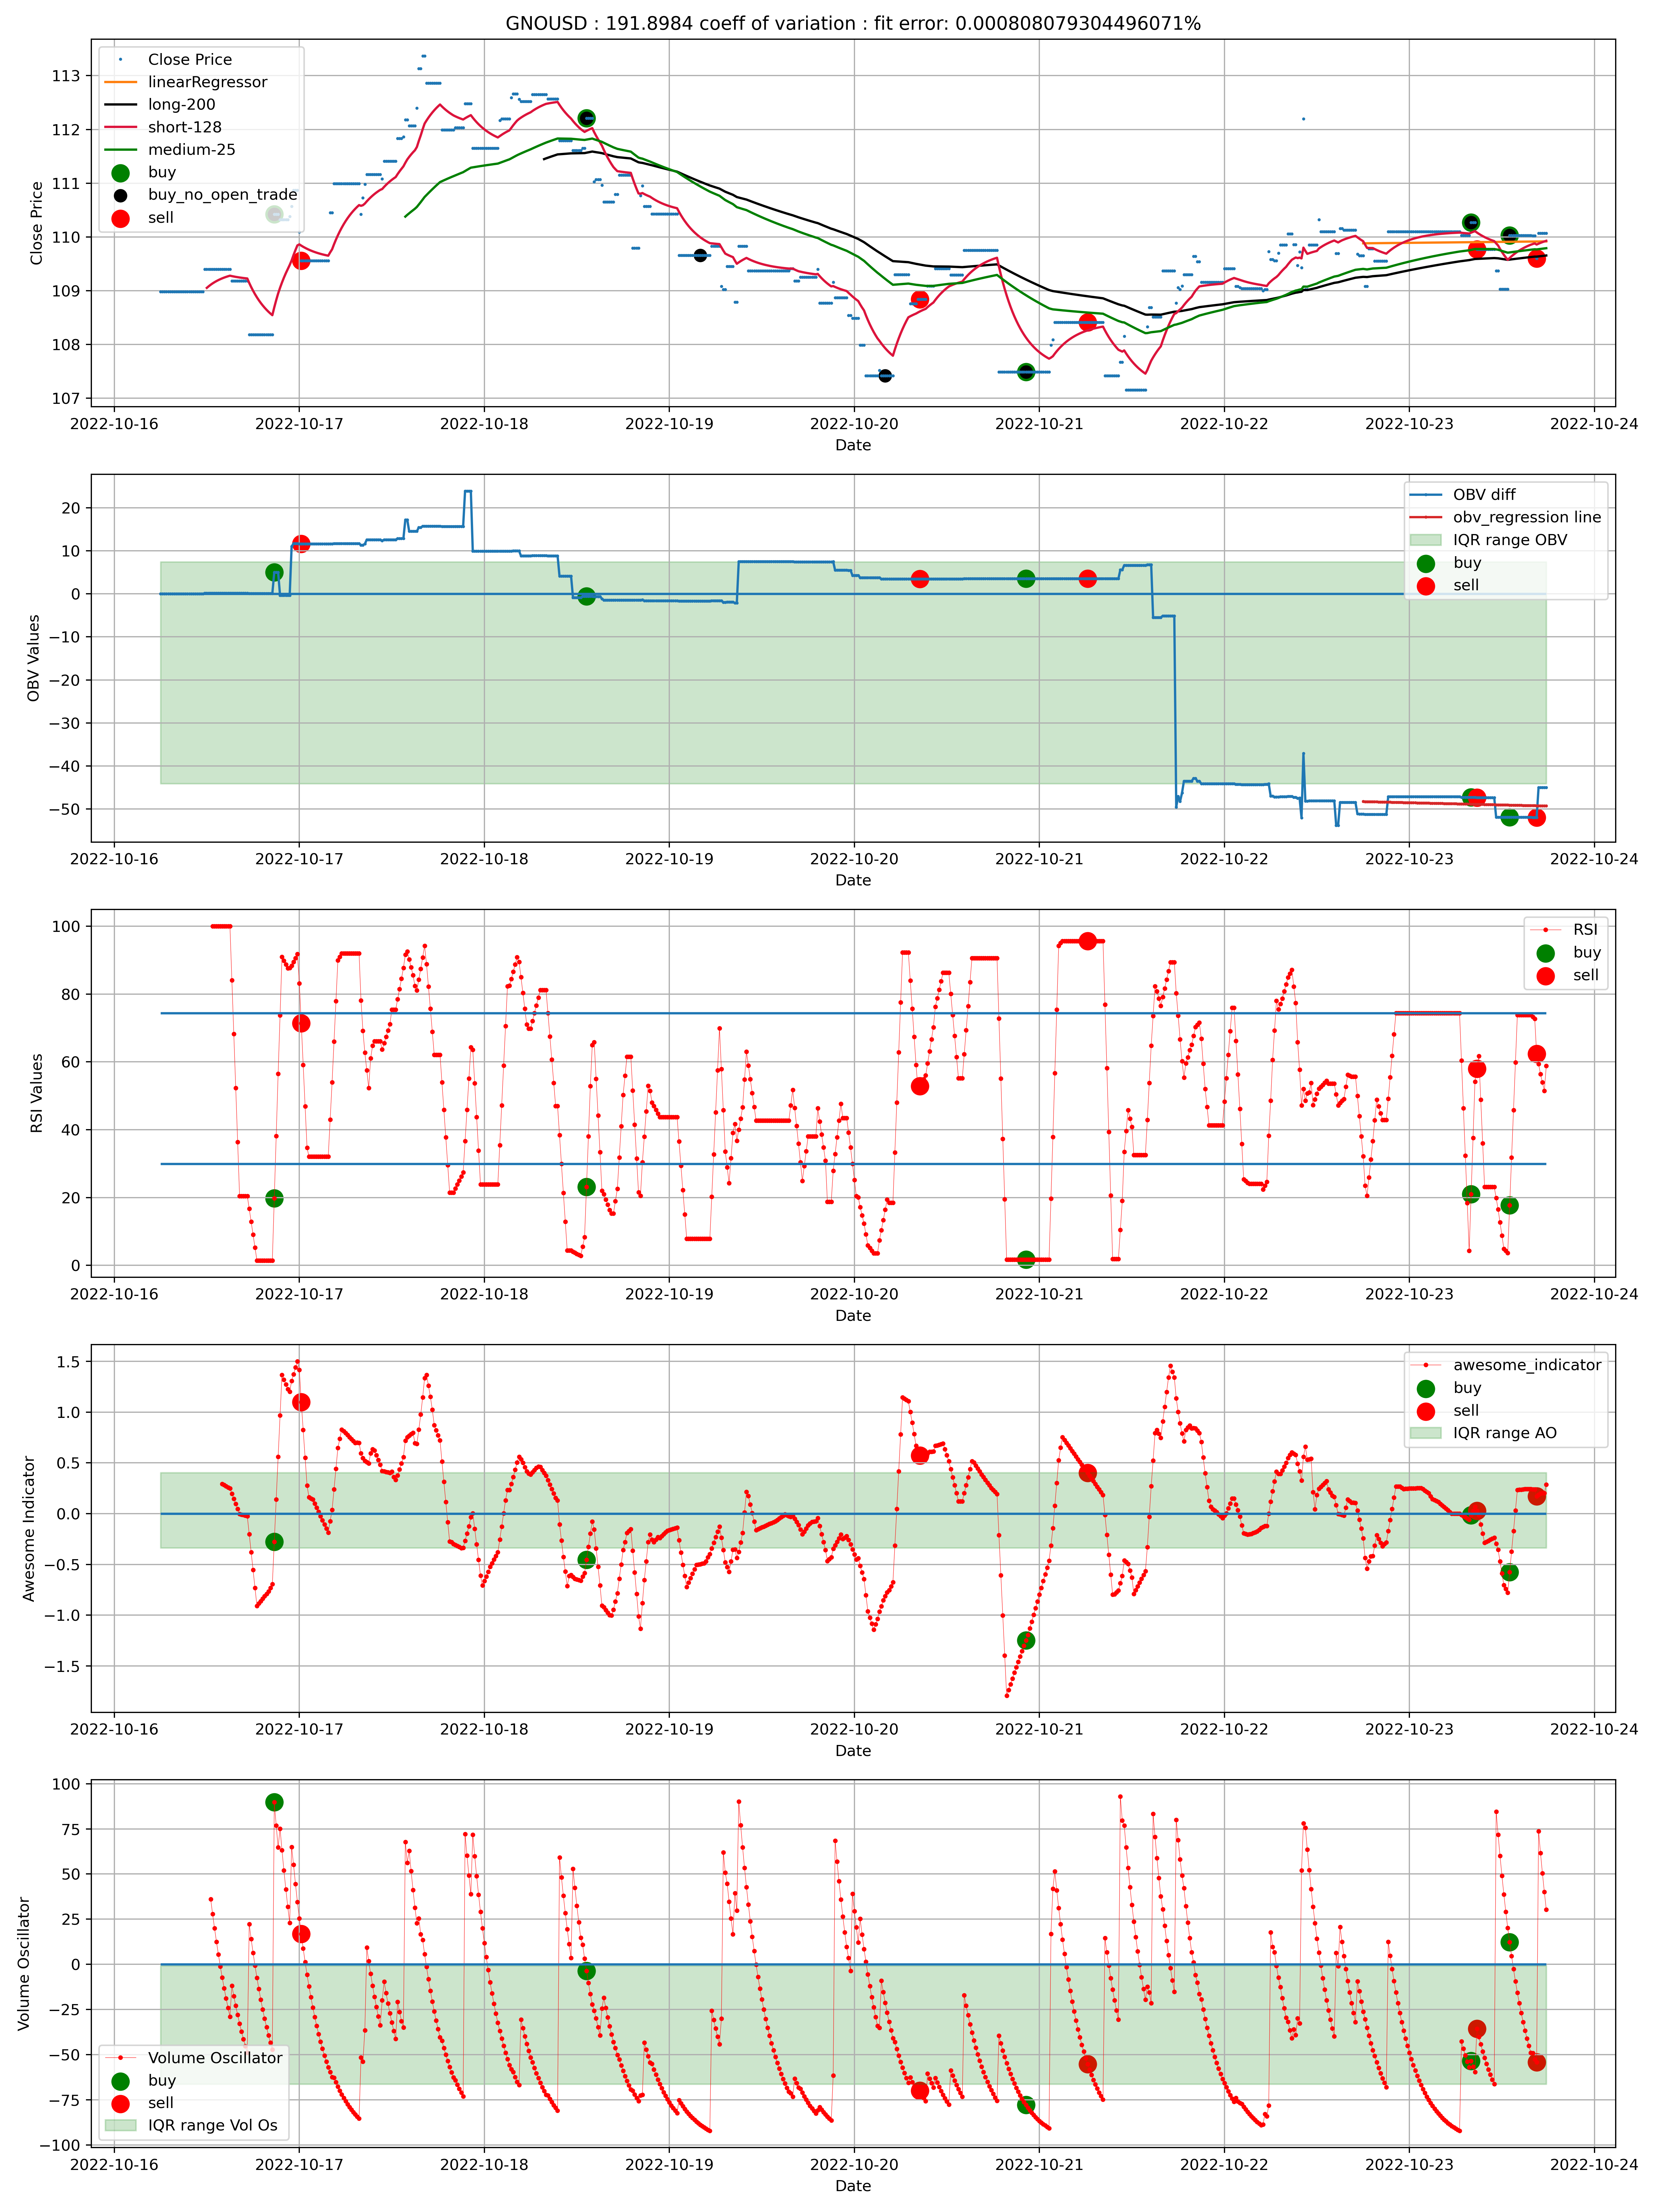 GNOUSD : 191.8984 coeff of variation : fit error: 0.000808079304496071%
Close Price
linearRegressor
long-200
short-128
medium-25
buy
buy_no_open_trade
sell
113
112
111
110
109
108
107
Close Price
2022-10-16 2022-10-17 2022-10-18 2022-10-19 2022-10-20 2022-10-21 2022-10-22 2022-10-23 2022-10-24
Date
OBV diff
obv_regression line
IQR range OBV
buy
sell
20
10
0
−10
−20
−30
−40
−50
OBV Values
2022-10-16 2022-10-17 2022-10-18 2022-10-19 2022-10-20 2022-10-21 2022-10-22 2022-10-23 2022-10-24
Date
RSI
buy
sell
100
80
60
40
20
0
RSI Values
2022-10-16 2022-10-17 2022-10-18 2022-10-19 2022-10-20 2022-10-21 2022-10-22 2022-10-23 2022-10-24
Date
awesome_indicator
buy
sell
IQR range AO
1.5
1.0
0.5
0.0
−0.5
−1.0
−1.5
Awesome Indicator
2022-10-16 2022-10-17 2022-10-18 2022-10-19 2022-10-20 2022-10-21 2022-10-22 2022-10-23 2022-10-24
Date
100
75
50
25
0
−25
−50
−75
−100
Volume Oscillator
Volume Oscillator
buy
sell
IQR range Vol Os
2022-10-16 2022-10-17 2022-10-18 2022-10-19 2022-10-20 2022-10-21 2022-10-22 2022-10-23 2022-10-24
Date